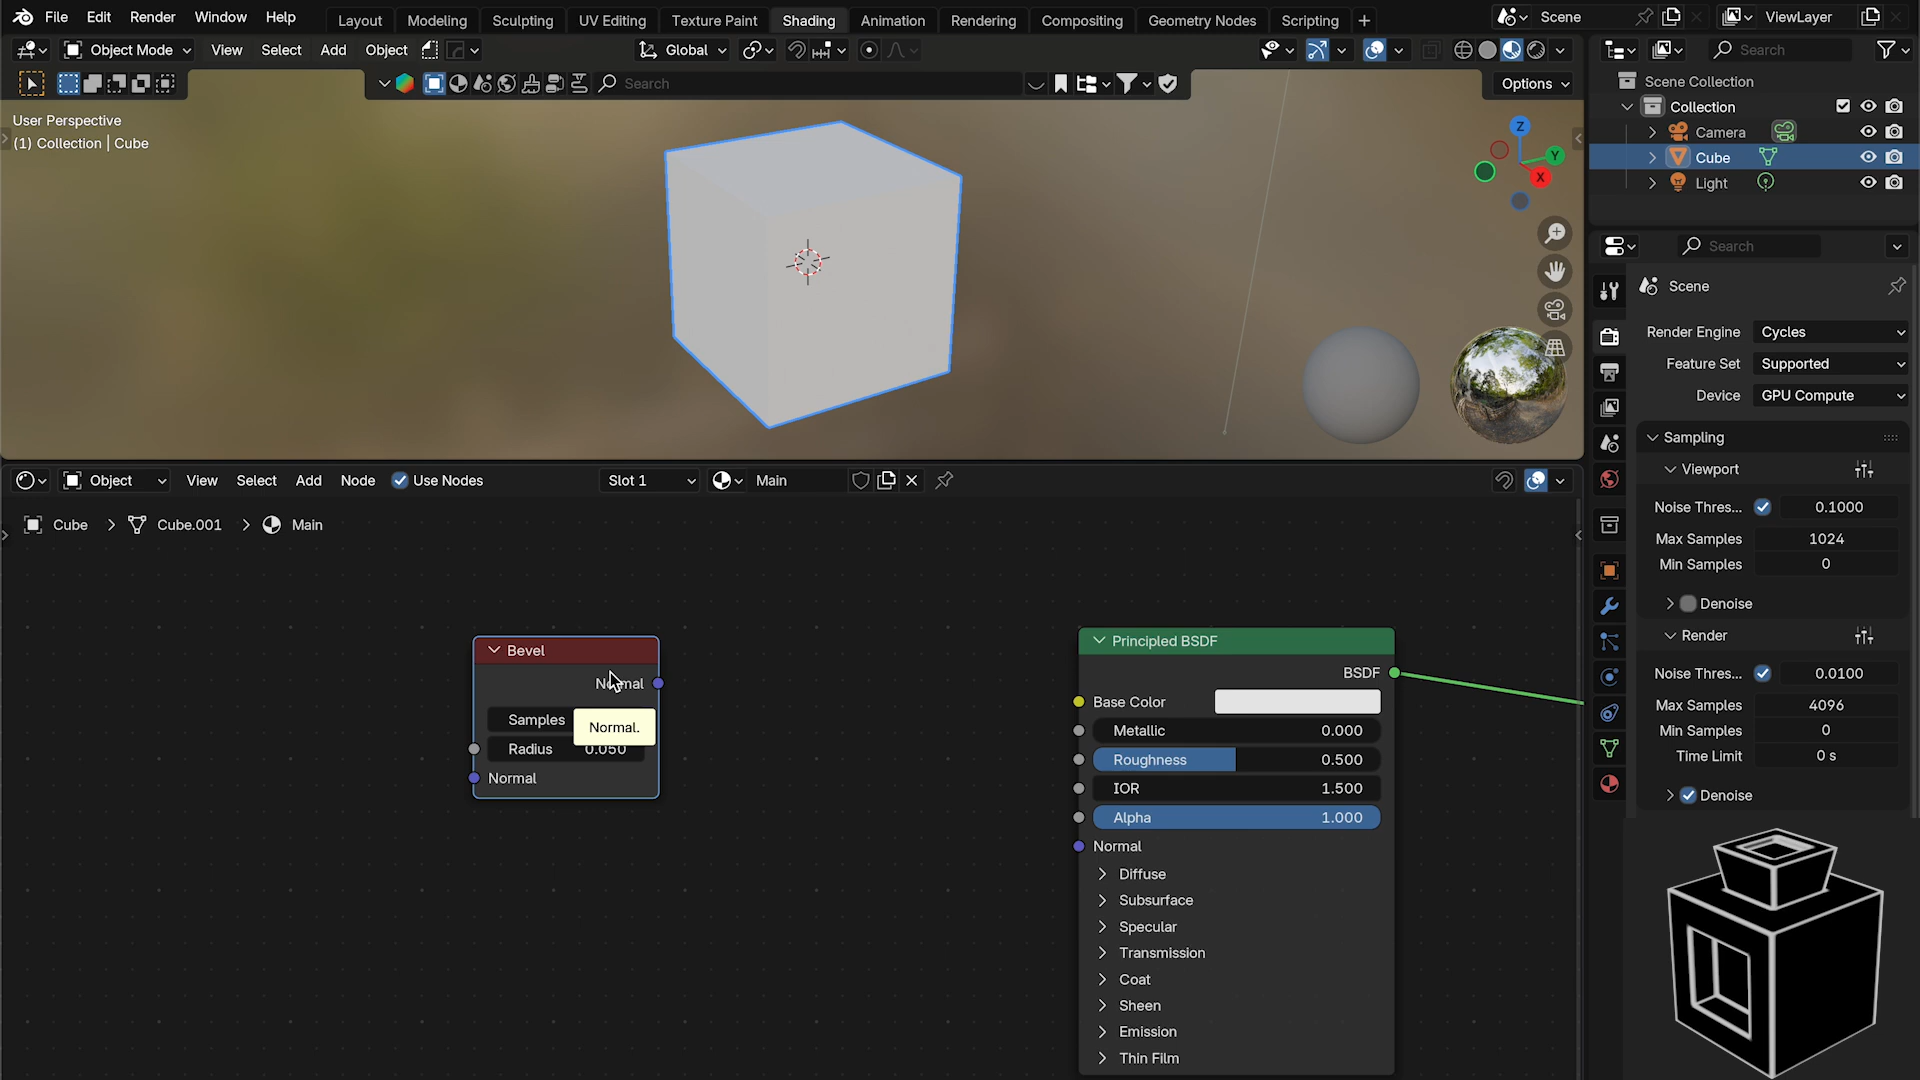 File Edit Render Window Help Layout Modeling Sculpting UV Editing Texture Paint Shading Animation Rendering Compositing Geometry Nodes Scripting + Scene ViewLayer
Object Mode View Select Add Object Global Search
Search Options
Scene Collection
Collection
Camera
Cube
Light
User Perspective
(1) Collection | Cube
Z
Y
X
Search
Scene
Render Engine Cycles
Feature Set Supported
Device GPU Compute
Sampling
Viewport
Noise Thres... 0.1000
Max Samples 1024
Min Samples 0
Denoise
Render
Noise Thres... 0.0100
Max Samples 4096
Min Samples 0
Time Limit 0 s
Denoise
Object View Select Add Node Use Nodes Slot 1 Main
Cube > Cube.001 > Main
Bevel
Normal
Samples
Normal.
Radius 0.050
Normal
Principled BSDF
BSDF
Base Color
Metallic 0.000
Roughness 0.500
IOR 1.500
Alpha 1.000
Normal
Diffuse
Subsurface
Specular
Transmission
Coat
Sheen
Emission
Thin Film